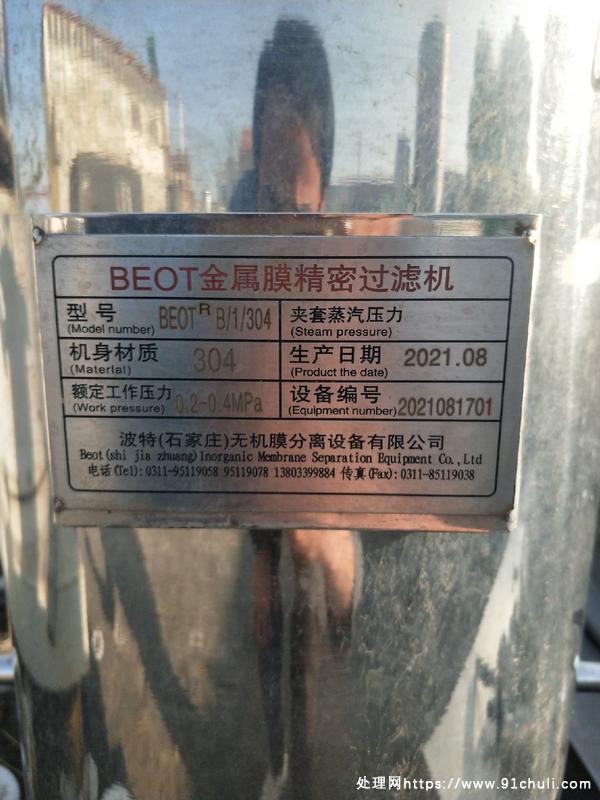 BEOT金属膜精密过滤机
型号 (Model number) BEOT R B/1/304
夹套蒸汽压力 (Steam pressure)
机身材质 (Material) 304
生产日期 (Product the date) 2021.08
额定工作压力 (Work pressure) 0.2-0.4MPa
设备编号 (Equipment number) 2021081701
波特(石家庄)无机膜分离设备有限公司
Beot(shi jia zhuang)Inorganic Membrane Separation Equipment Co.,Ltd
电话(Tel): 0311-95119058 95119078 13803399884 传真(Fax): 0311-85119038
处理网https://www.91chuli.com